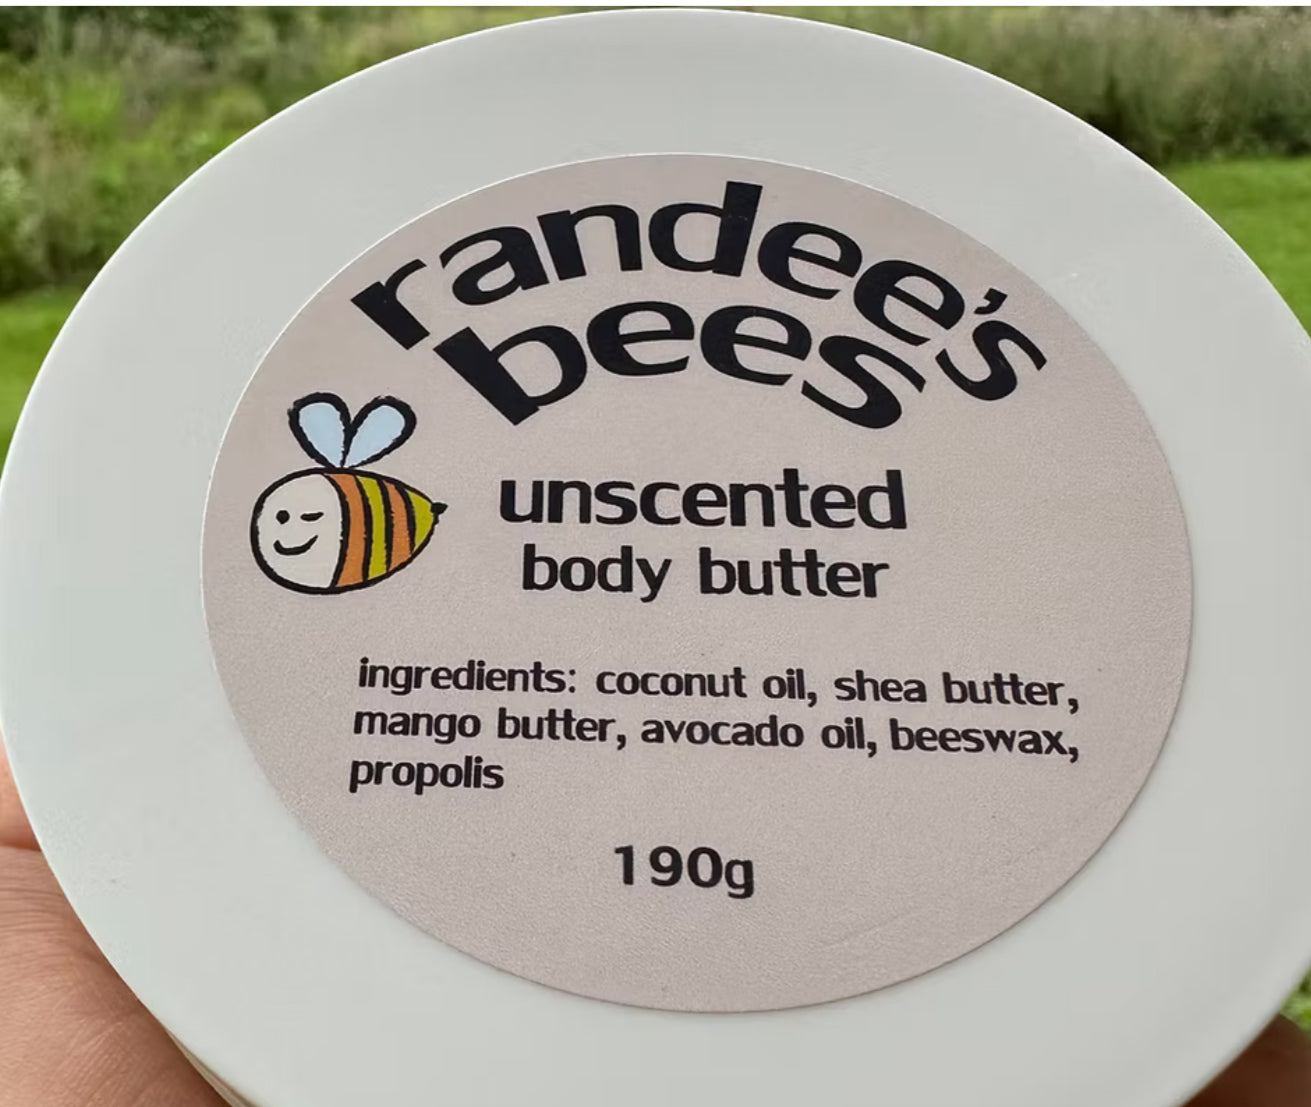 randee's
bees
unscented
body butter
ingredients: coconut oil, shea butter,
mango butter, avocado oil, beeswax,
propolis
190g